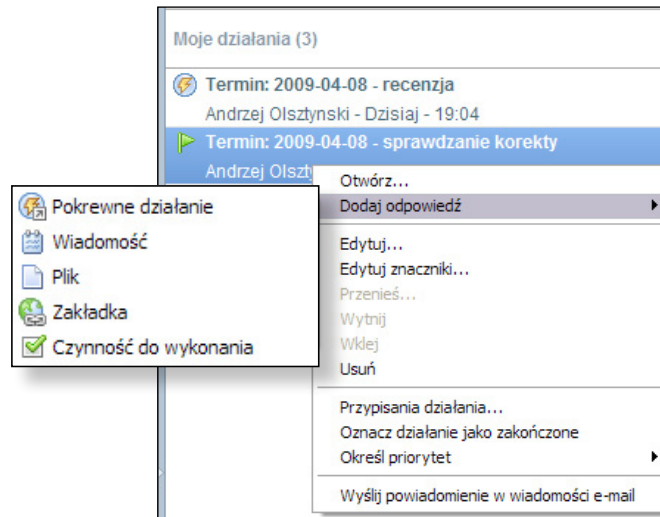 Moje działania (3)
Termin: 2009-04-08 - recenzja
Andrzej Olsztynski - Dzisiaj - 19:04
Termin: 2009-04-08 - sprawdzanie korekty
Andrzej Olszt
Otwórz...
Dodaj odpowiedź
Pokrewne działanie
Wiadomość
Plik
Zakładka
Czynność do wykonania
Edytuj...
Edytuj znaczniki...
Przenieś...
Wytnij
Wklej
Usuń
Przypisania działania...
Oznacz działanie jako zakończone
Określ priorytet
Wyślij powiadomienie w wiadomości e-mail